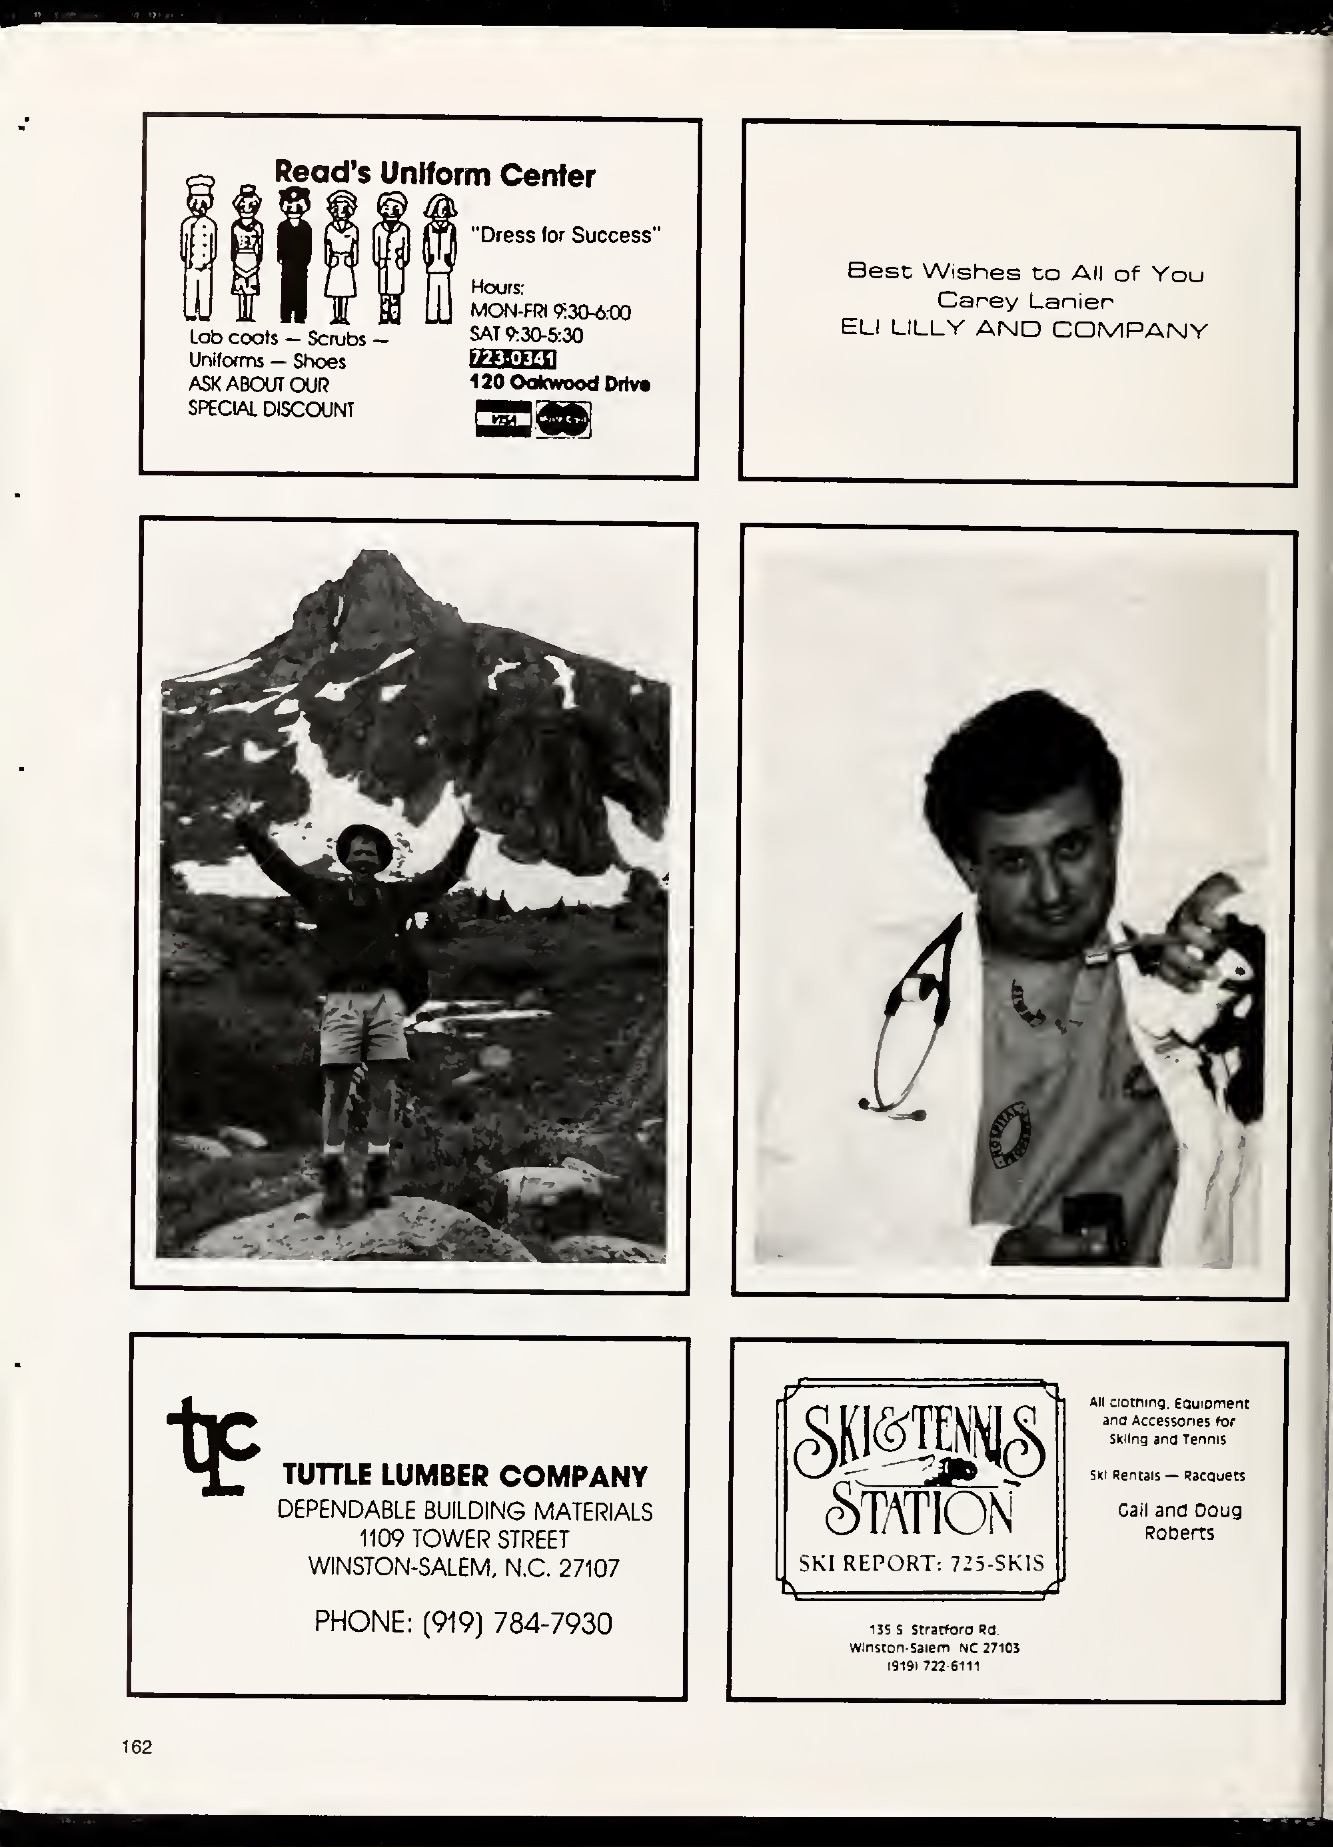 Read's Uniform Center
"Dress for Success"
Hours:
MON-FRI 9:30-6:00
SAT 9:30-5:30
723-0341
120 Oakwood Drive
VISA
Lab coats — Scrubs —
Uniforms — Shoes
ASK ABOUT OUR
SPECIAL DISCOUNT
Best Wishes to All of You
Carey Lanier
ELI LILLY AND COMPANY
HOSPITAL
PROPERTY
tlc
TUTTLE LUMBER COMPANY
DEPENDABLE BUILDING MATERIALS
1109 TOWER STREET
WINSTON-SALEM, N.C. 27107
PHONE: (919) 784-7930
SKI & TENNIS
STATION
SKI REPORT: 725-SKIS
All clothing, Equipment
and Accessories for
Skiing and Tennis
Ski Rentals — Racquets
Gail and Doug
Roberts
135 S Stratford Rd.
Winston-Salem NC 27103
(919) 722-6111
162